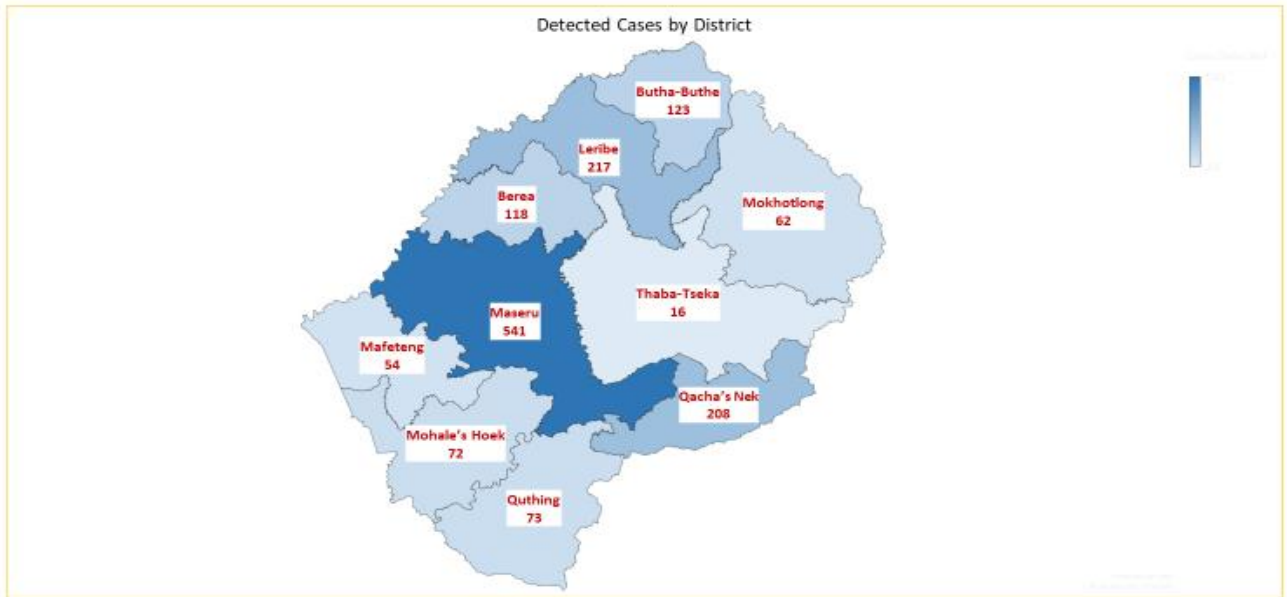 Detected Cases by District
Butha-Buthe
123
Leribe
217
Berea
118
Mokhotlong
62
Thaba-Tseka
16
Maseru
541
Mafeteng
54
Qacha's Nek
208
Mohale's Hoek
72
Quthing
73